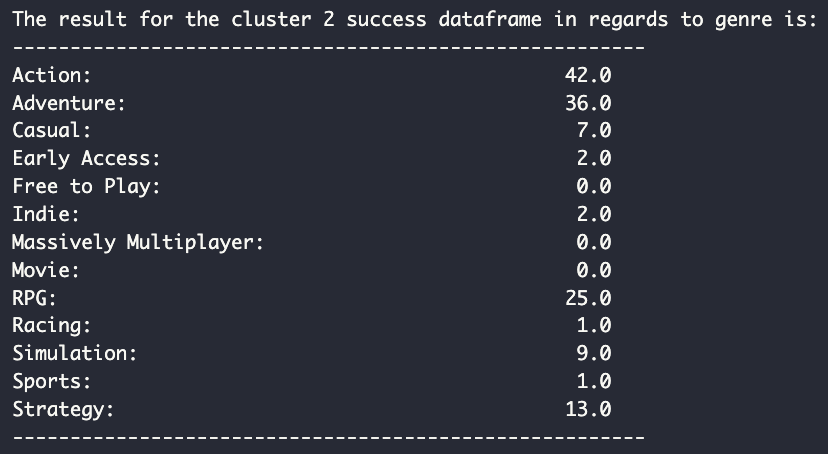 The result for the cluster 2 success dataframe in regards to genre is:
-------------------------------------------------------
Action: 42.0
Adventure: 36.0
Casual: 7.0
Early Access: 2.0
Free to Play: 0.0
Indie: 2.0
Massively Multiplayer: 0.0
Movie: 0.0
RPG: 25.0
Racing: 1.0
Simulation: 9.0
Sports: 1.0
Strategy: 13.0
-------------------------------------------------------